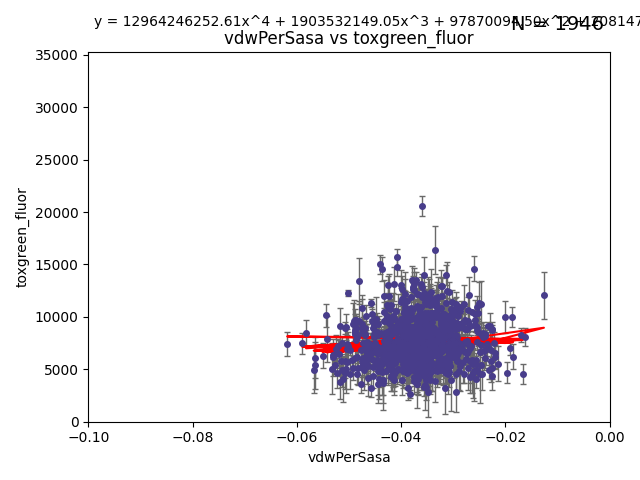 y = 12964246252.61x^4 + 1903532149.05x^3 +
N = 1946
vdwPerSasa vs toxgreen_fluor
35000
30000
25000
20000
15000
10000
5000
0
toxgreen_fluor
−0.10
−0.08
−0.06
−0.04
−0.02
0.00
vdwPerSasa